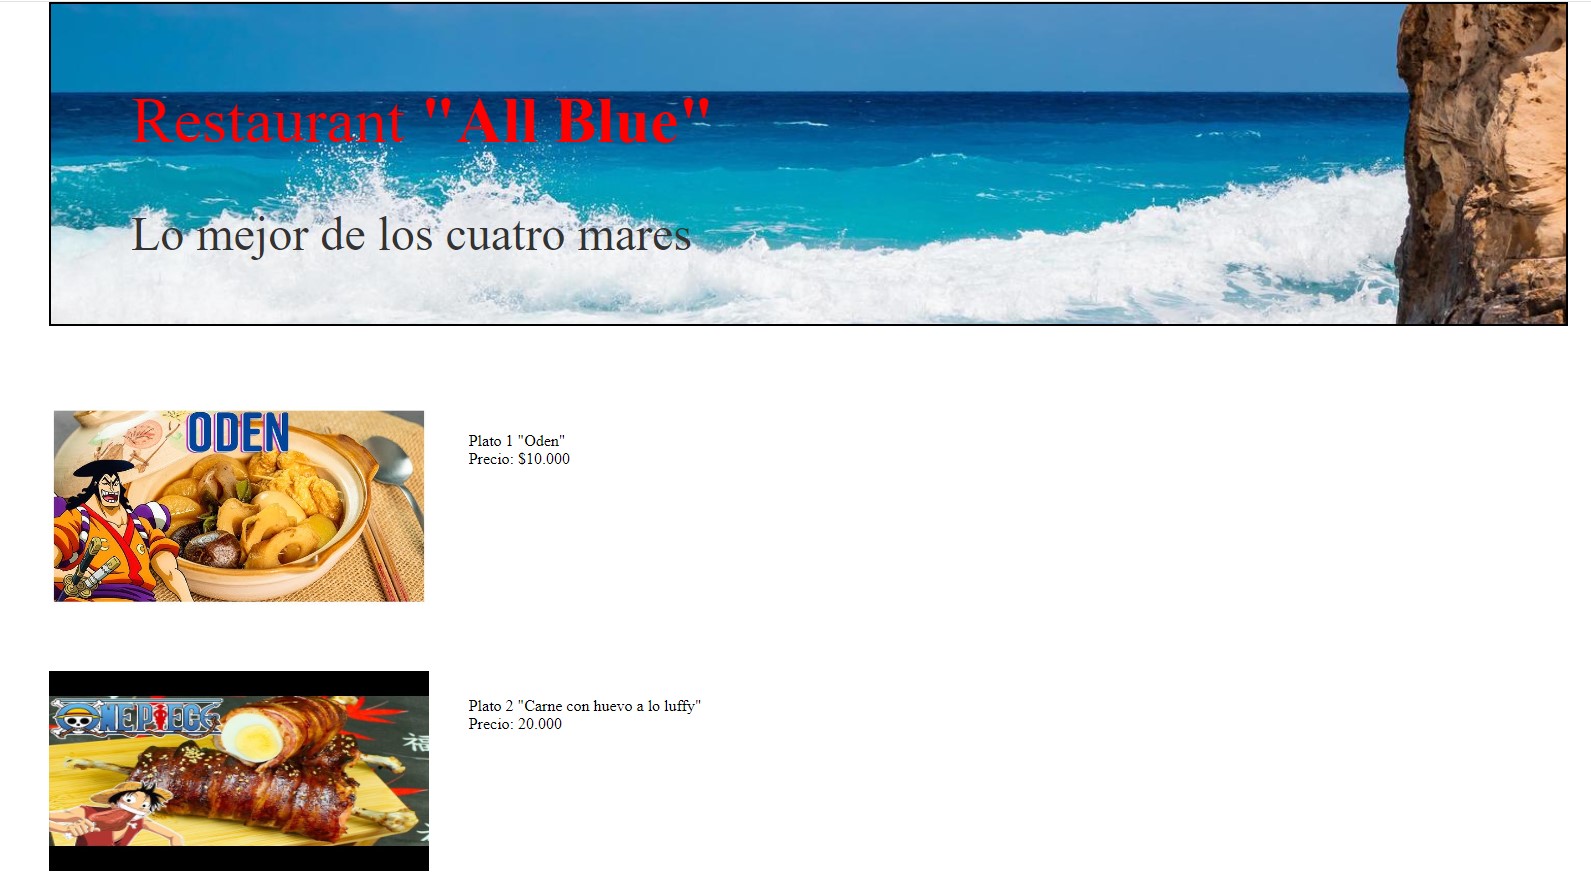 Restaurant "All Blue"
Lo mejor de los cuatro mares
ODEN
Plato 1 "Oden"
Precio: $10.000
ONE PIECE
福
Plato 2 "Carne con huevo a lo luffy"
Precio: 20.000